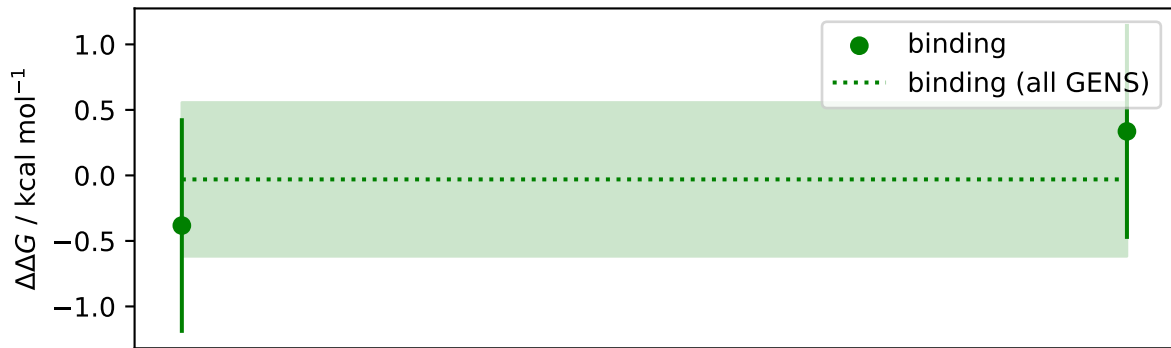 ΔΔG / kcal mol⁻¹
1.0
0.5
0.0
−0.5
−1.0
binding
binding (all GENS)